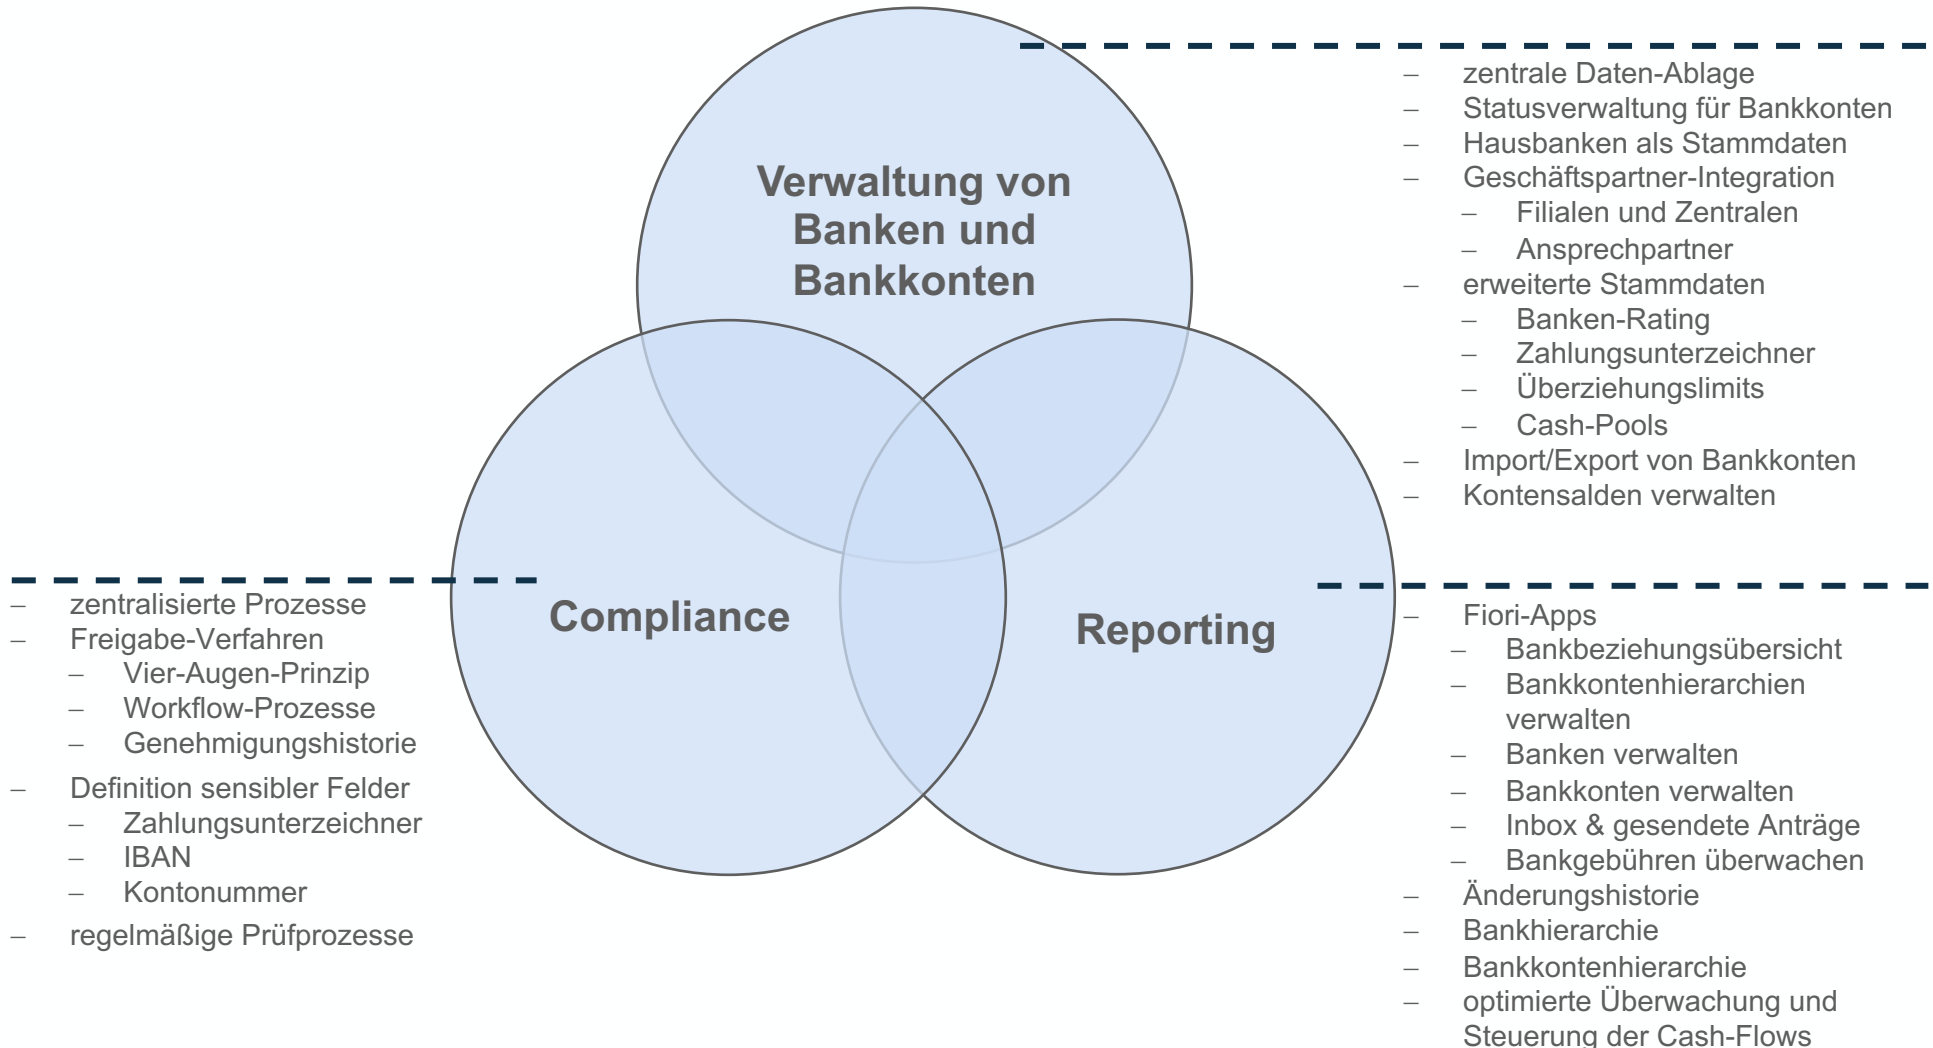 Verwaltung von
Banken und
Bankkonten
– zentrale Daten-Ablage
– Statusverwaltung für Bankkonten
– Hausbanken als Stammdaten
– Geschäftspartner-Integration
– Filialen und Zentralen
– Ansprechpartner
– erweiterte Stammdaten
– Banken-Rating
– Zahlungsunterzeichner
– Überziehungslimits
– Cash-Pools
– Import/Export von Bankkonten
– Kontensalden verwalten
Compliance
– zentralisierte Prozesse
– Freigabe-Verfahren
– Vier-Augen-Prinzip
– Workflow-Prozesse
– Genehmigungshistorie
– Definition sensibler Felder
– Zahlungsunterzeichner
– IBAN
– Kontonummer
– regelmäßige Prüfprozesse
Reporting
– Fiori-Apps
– Bankbeziehungsübersicht
– Bankkontenhierarchien
verwalten
– Banken verwalten
– Bankkonten verwalten
– Inbox & gesendete Anträge
– Bankgebühren überwachen
– Änderungshistorie
– Bankhierarchie
– Bankkontenhierarchie
– optimierte Überwachung und
Steuerung der Cash-Flows